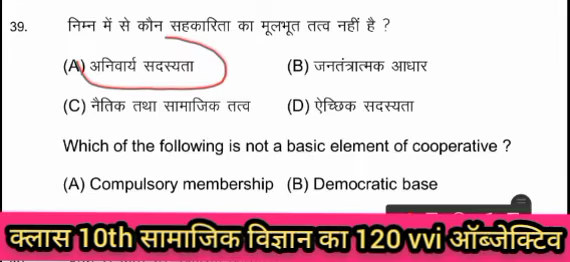 39. निम्न में से कौन सहकारिता का मूलभूत तत्व नहीं है ?
(A) अनिवार्य सदस्यता (B) जनतंत्रात्मक आधार
(C) नैतिक तथा सामाजिक तत्व (D) ऐच्छिक सदस्यता
Which of the following is not a basic element of cooperative ?
(A) Compulsory membership (B) Democratic base
क्लास 10th सामाजिक विज्ञान का 120 vvi ऑब्जेक्टिव